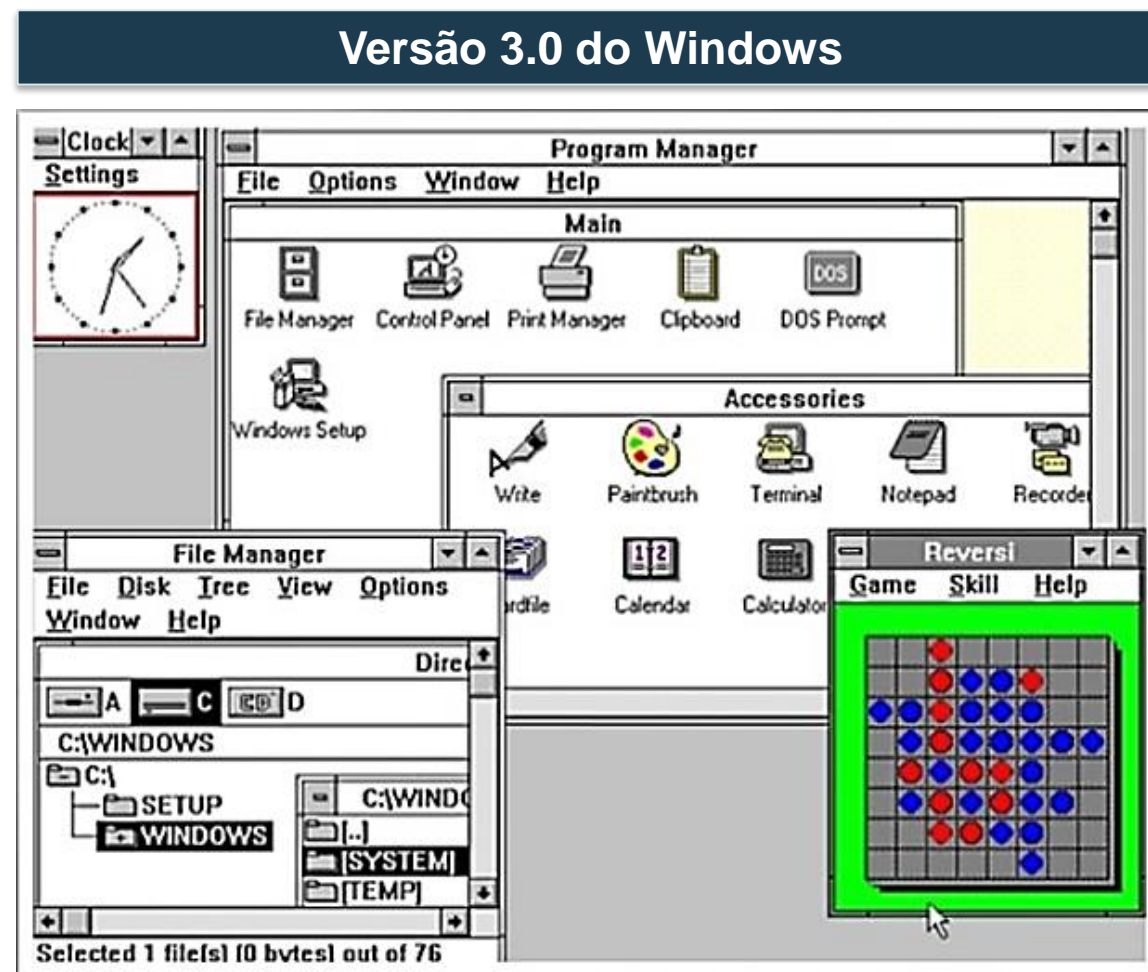 Versão 3.0 do Windows
Clock
Settings
Program Manager
File Options Window Help
Main
File Manager Control Panel Print Manager Clipboard DOS Prompt
DOS
Windows Setup
Accessories
Write Paintbrush Terminal Notepad Recorder
rdfile Calendar Calculator
12
File Manager
File Disk Tree View Options
Window Help
Direc
A C CD D
C:\WINDOWS
C:\
SETUP
WINDOWS
C:\WINDO
[..]
[SYSTEM]
[TEMP]
Selected 1 file(s) (0 bytes) out of 76
Reversi
Game Skill Help